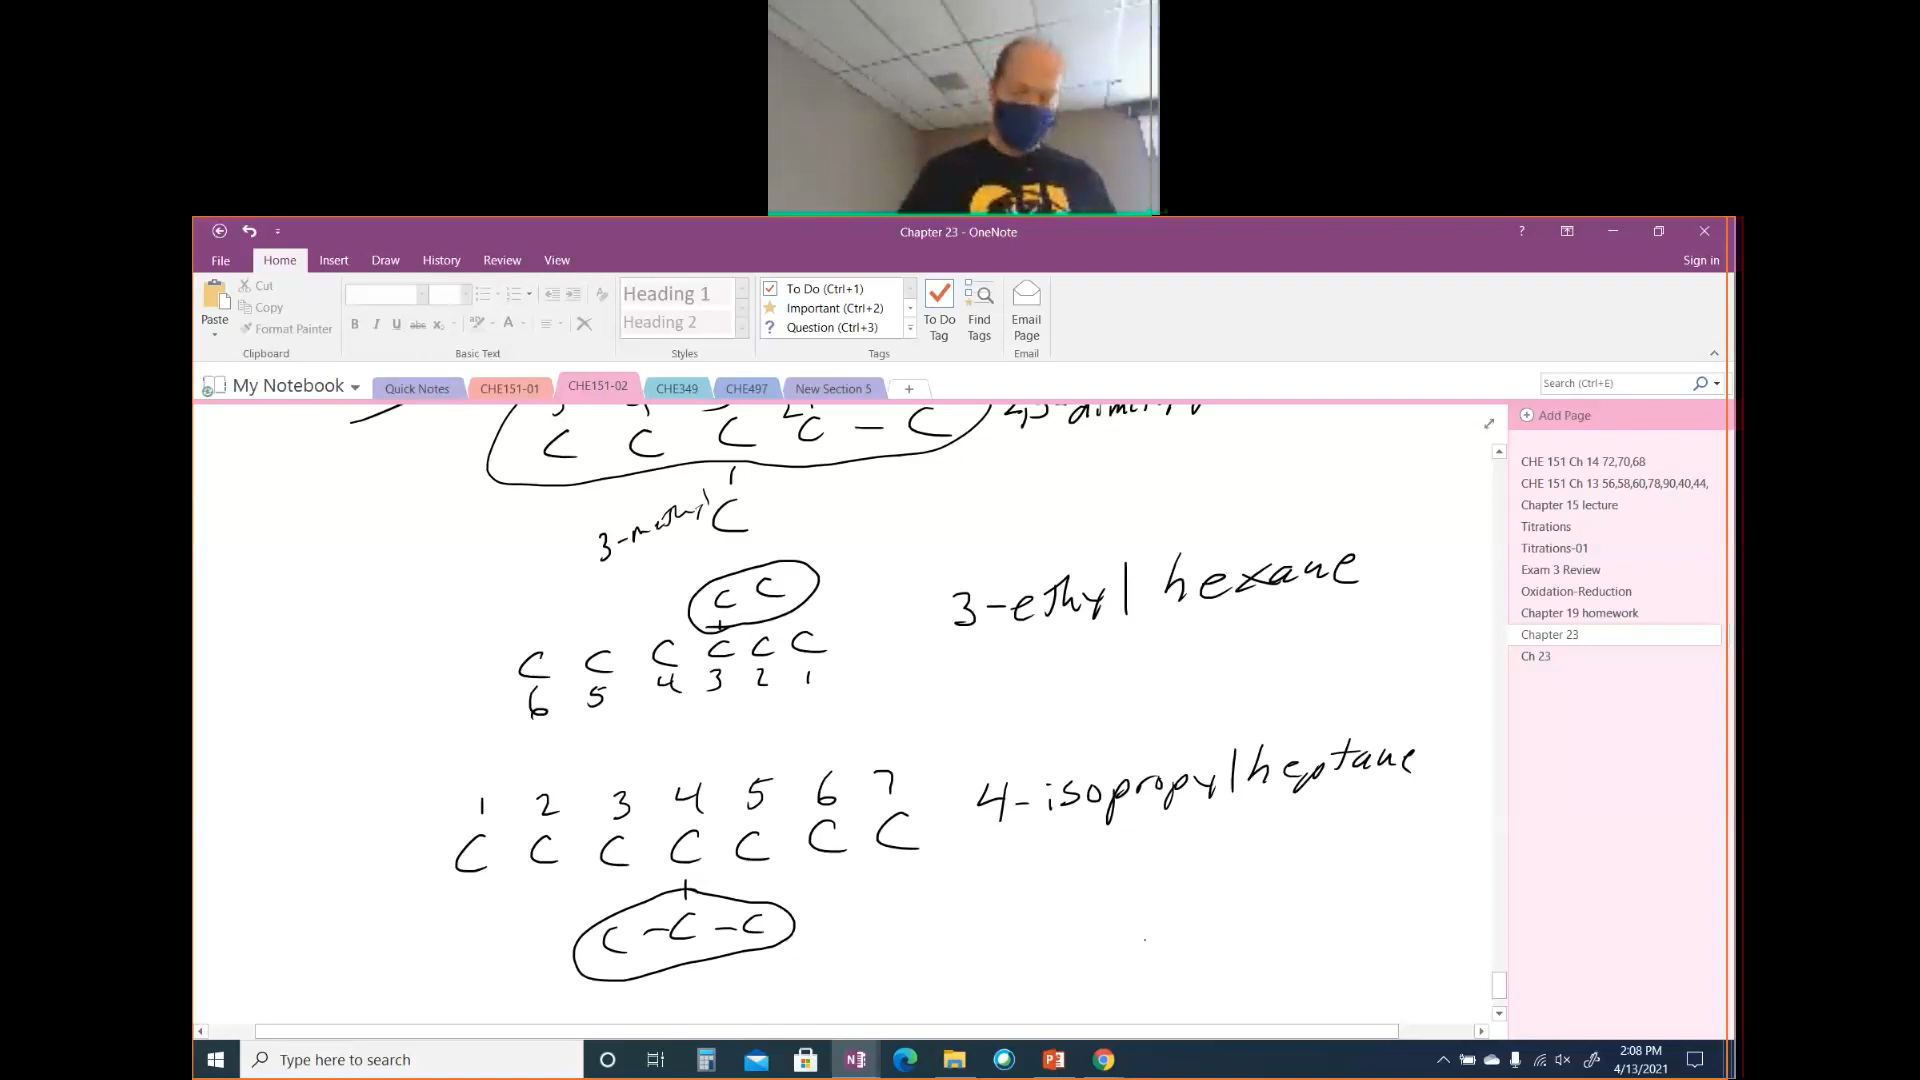 Chapter 23 - OneNote
?
File Home Insert Draw History Review View
Sign in
Paste
Cut
Copy
Format Painter
Clipboard
B I U abc x₂ A
Basic Text
Heading 1
Heading 2
Styles
To Do (Ctrl+1)
Important (Ctrl+2)
? Question (Ctrl+3)
Tags
To Do Tag
Find Tags
Email Page
Email
My Notebook Quick Notes CHE151-01 CHE151-02 CHE349 CHE497 New Section 5 +
Search (Ctrl+E)
Add Page
CHE 151 Ch 14 72,70,68
CHE 151 Ch 13 56,58,60,78,90,40,44,
Chapter 15 lecture
Titrations
Titrations-01
Exam 3 Review
Oxidation-Reduction
Chapter 19 homework
Chapter 23
Ch 23
C C C C - C
C
3-methyl
C C
3-ethyl hexane
C C C C C C
6 5 4 3 2 1
1 2 3 4 5 6 7
4-isopropylheptane
C C C C C C C
C - C - C
Type here to search
2:08 PM
4/13/2021